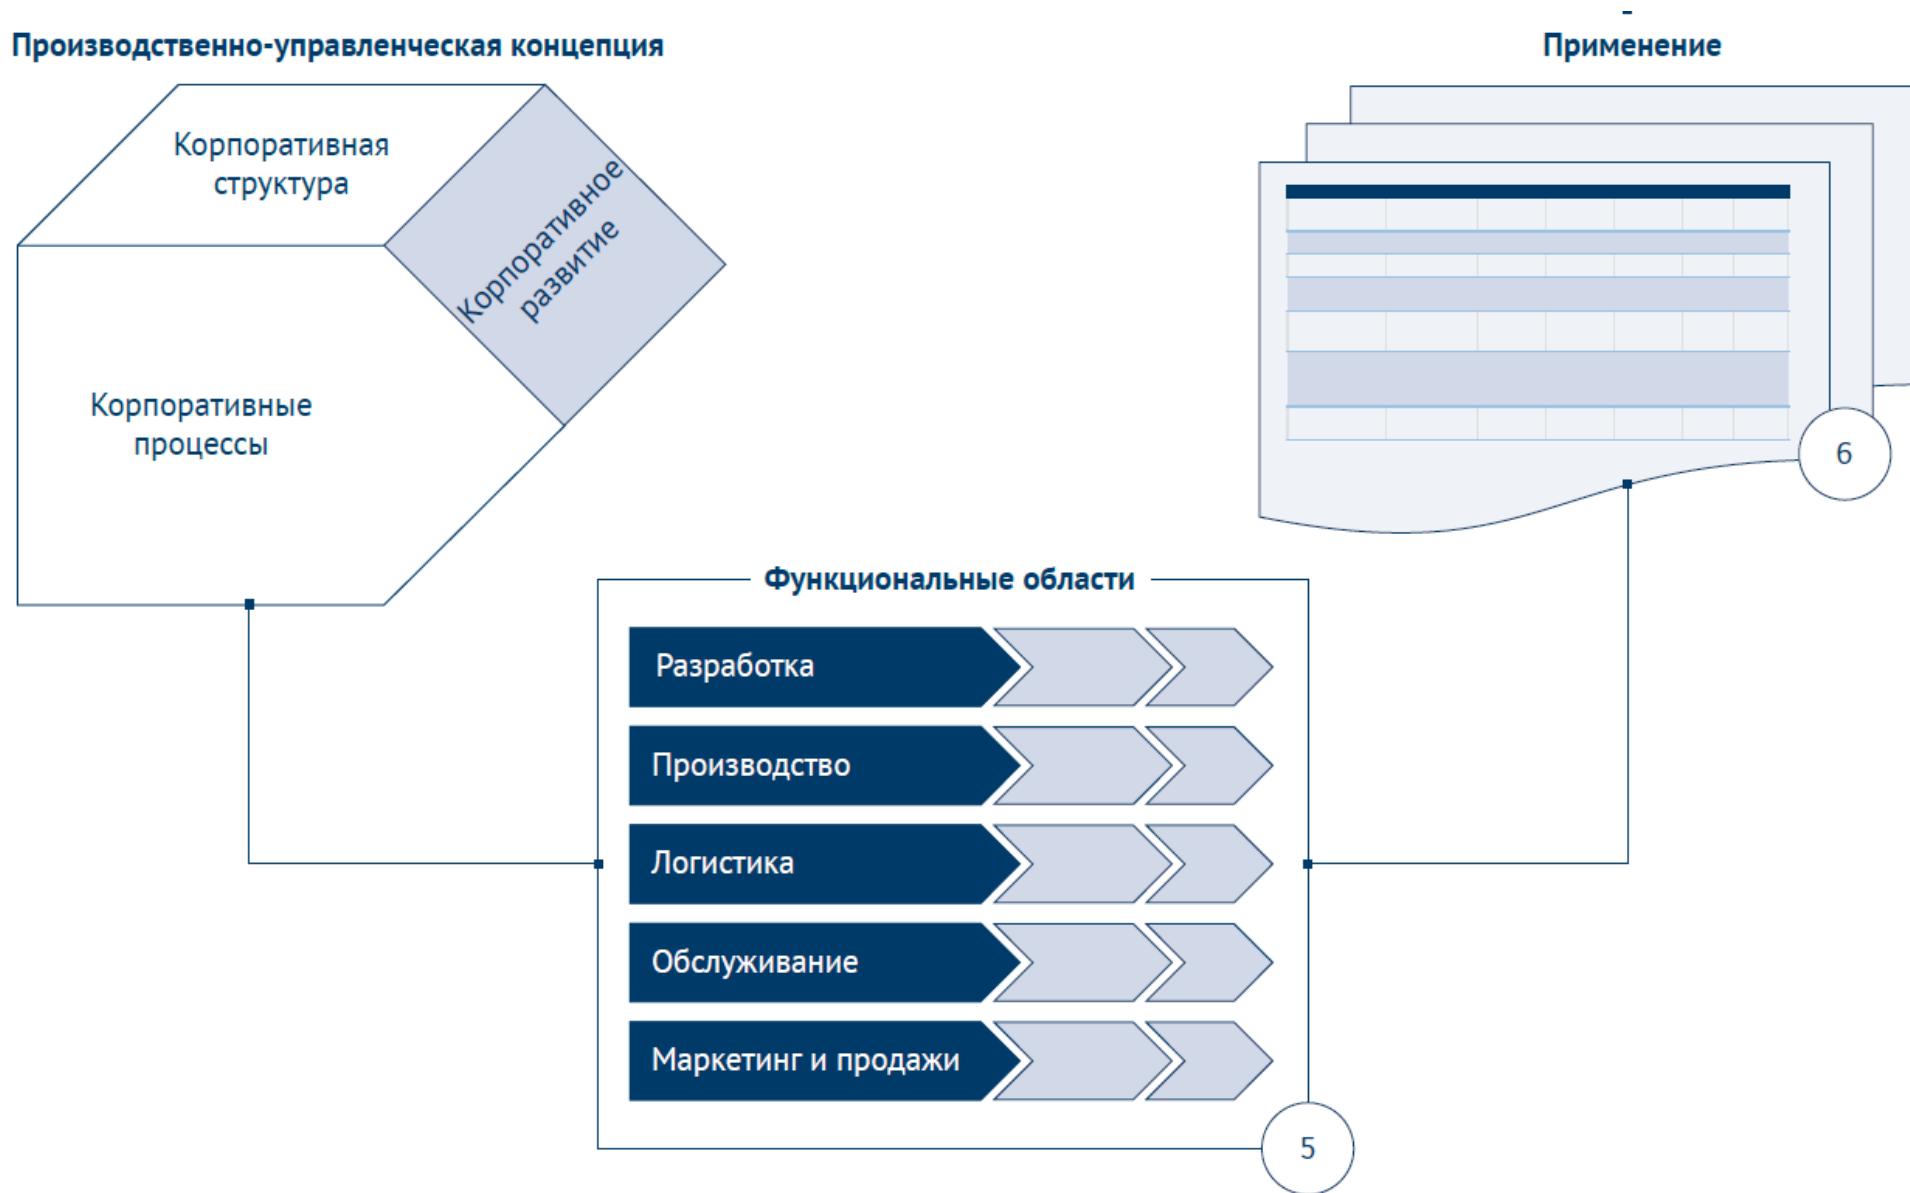 Производственно-управленческая концепция
Корпоративная
структура
Корпоративное
развитие
Корпоративные
процессы
Применение
6
Функциональные области
Разработка
Производство
Логистика
Обслуживание
Маркетинг и продажи
5